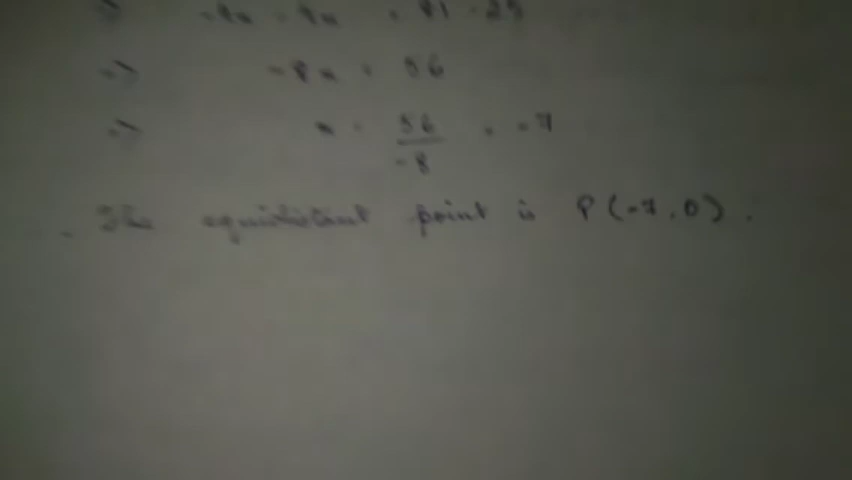 => -8x = 56
=> x = 56/-8 = -7
The equidistant point is P(-7, 0).